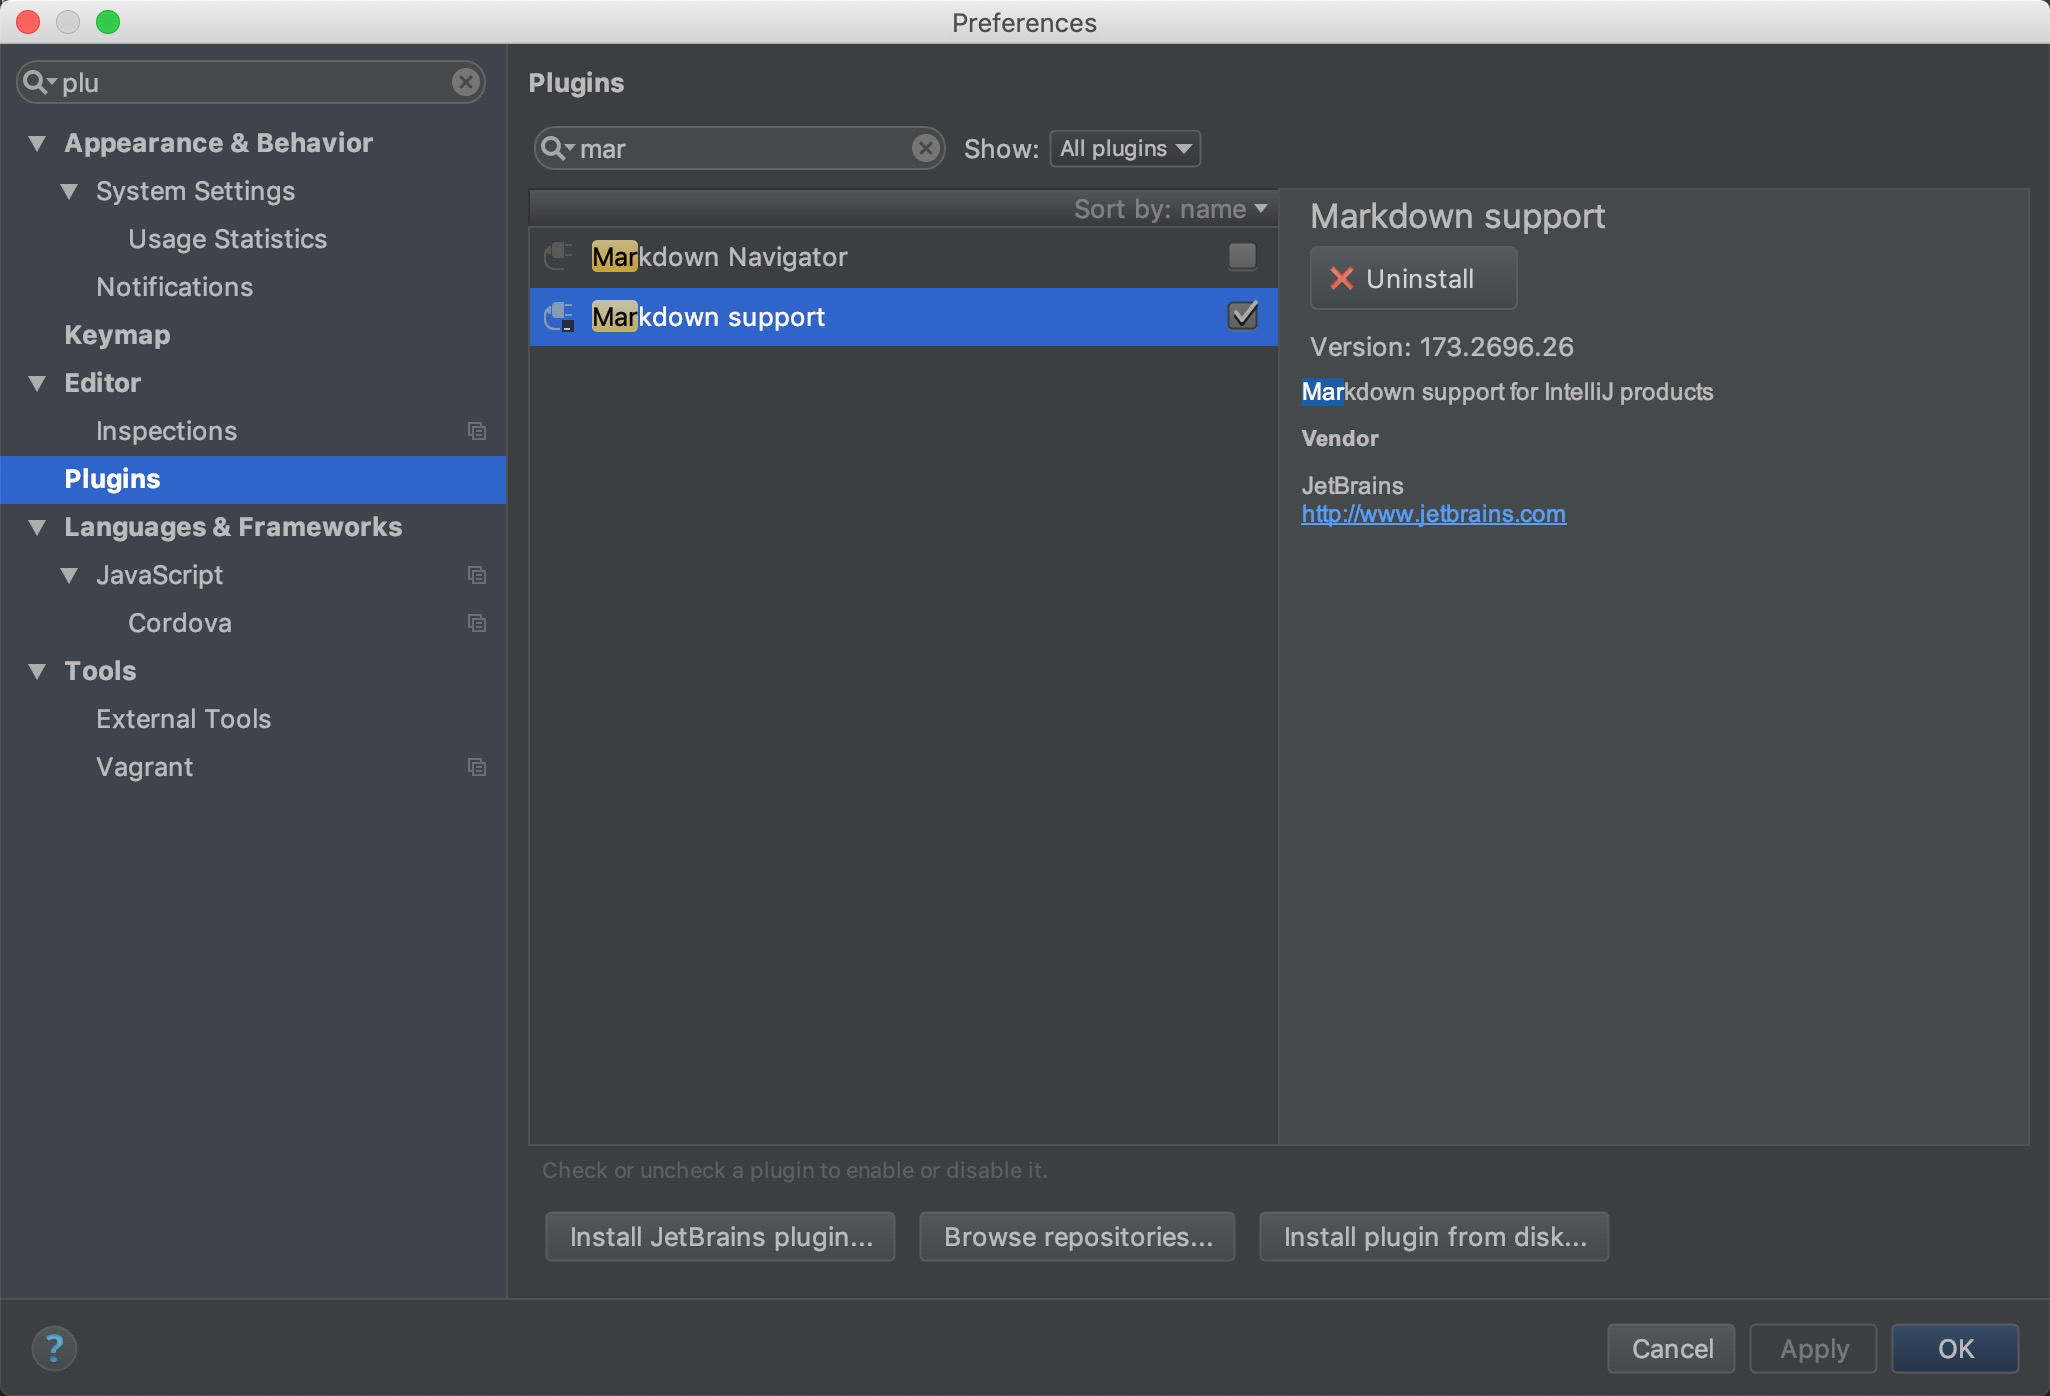 Preferences
plu
Appearance & Behavior
System Settings
Usage Statistics
Notifications
Keymap
Editor
Inspections
Plugins
Languages & Frameworks
JavaScript
Cordova
Tools
External Tools
Vagrant
Plugins
mar
Show: All plugins
Sort by: name
Markdown Navigator
Markdown support
Markdown support
Uninstall
Version: 173.2696.26
Markdown support for IntelliJ products
Vendor
JetBrains
http://www.jetbrains.com
Check or uncheck a plugin to enable or disable it.
Install JetBrains plugin... Browse repositories... Install plugin from disk...
? Cancel Apply OK